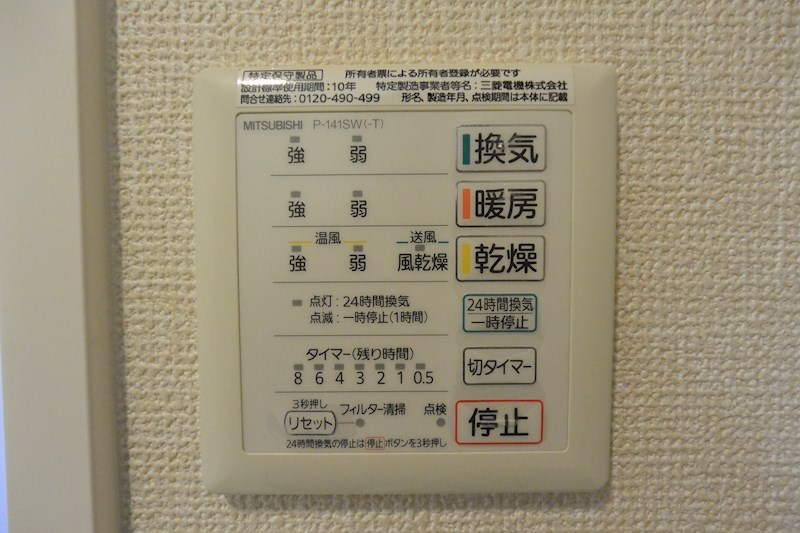 特定保守製品 所有者票による所有者登録が必要です
設計標準使用期間:10年 特定製造事業者等名:三菱電機株式会社
問合せ連絡先:0120-490-499 形名、製造年月、点検期間は本体に記載
MITSUBISHI P-141SW(-T)
強 弱 換気
強 弱 暖房
温風 送風
強 弱 風乾燥 乾燥
点灯:24時間換気
点滅:一時停止(1時間)
24時間換気
一時停止
タイマー(残り時間)
8 6 4 3 2 1 0.5
切タイマー
3秒押し
リセット フィルター清掃 点検
停止
24時間換気の停止は停止ボタンを3秒押し